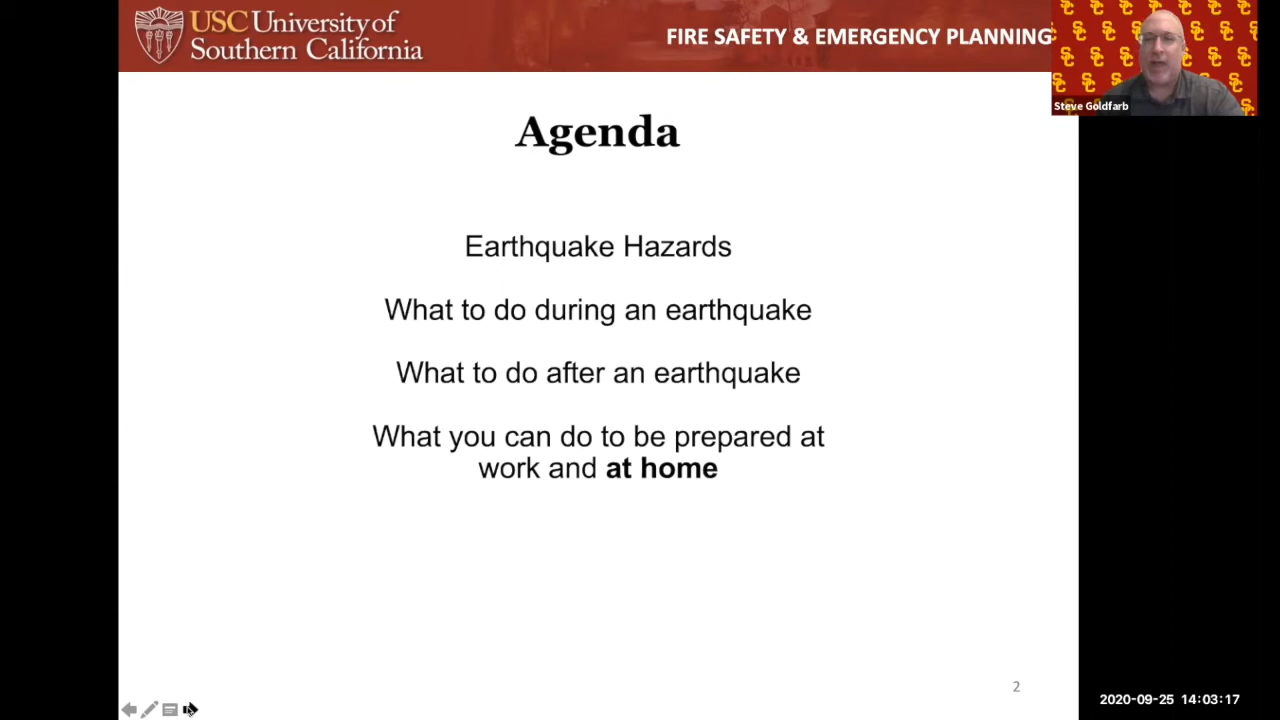 USC University of
Southern California
FIRE SAFETY & EMERGENCY PLANNING
Steve Goldfarb
Agenda
Earthquake Hazards
What to do during an earthquake
What to do after an earthquake
What you can do to be prepared at
work and at home
2
2020-09-25 14:03:17